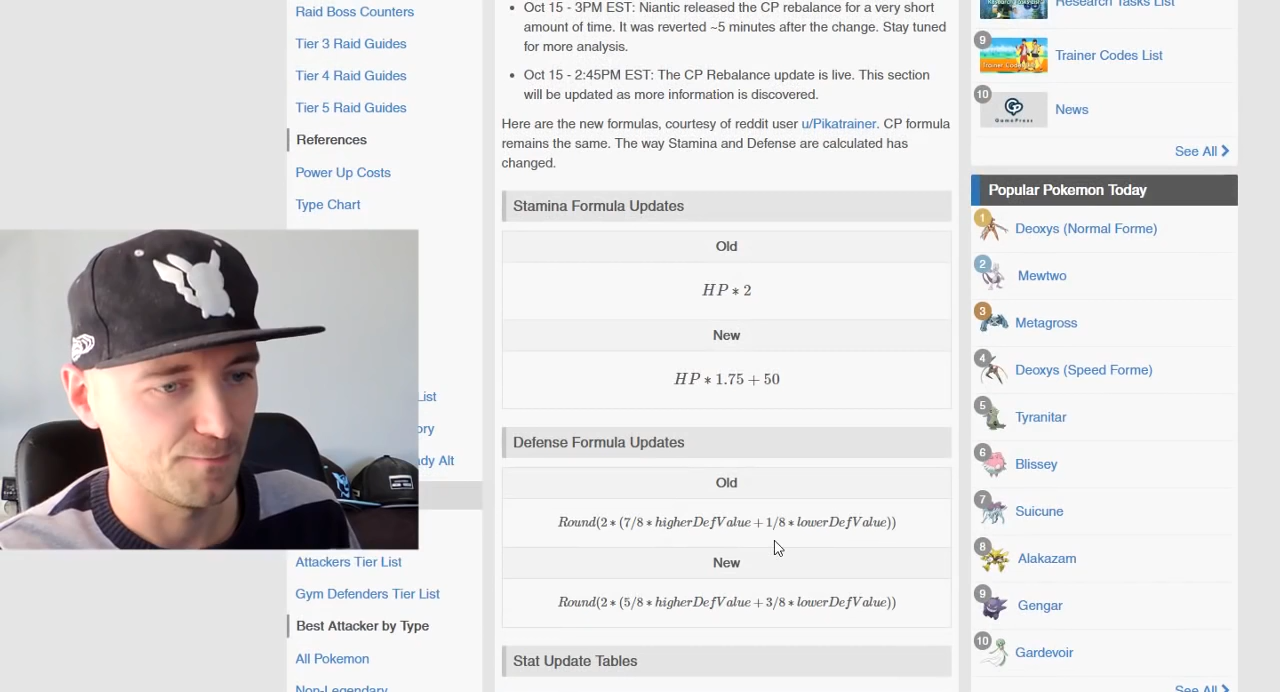 Raid Boss Counters
Tier 3 Raid Guides
Tier 4 Raid Guides
Tier 5 Raid Guides
References
Power Up Costs
Type Chart
List
ory
dy Alt
Attackers Tier List
Gym Defenders Tier List
Best Attacker by Type
All Pokemon
Non-Legendary
Oct 15 - 3PM EST: Niantic released the CP rebalance for a very short
amount of time. It was reverted ~5 minutes after the change. Stay tuned
for more analysis.
Oct 15 - 2:45PM EST: The CP Rebalance update is live. This section
will be updated as more information is discovered.
Here are the new formulas, courtesy of reddit user u/Pikatrainer. CP formula
remains the same. The way Stamina and Defense are calculated has
changed.
Stamina Formula Updates
Old
HP * 2
New
HP * 1.75 + 50
Defense Formula Updates
Old
Round(2 * (7/8 * higherDefValue + 1/8 * lowerDefValue))
New
Round(2 * (5/8 * higherDefValue + 3/8 * lowerDefValue))
Stat Update Tables
Research Tasks List
9
Trainer Codes List
10
GamePress
News
See All
Popular Pokemon Today
1 Deoxys (Normal Forme)
2 Mewtwo
3 Metagross
4 Deoxys (Speed Forme)
5 Tyranitar
6 Blissey
7 Suicune
8 Alakazam
9 Gengar
10 Gardevoir
See All